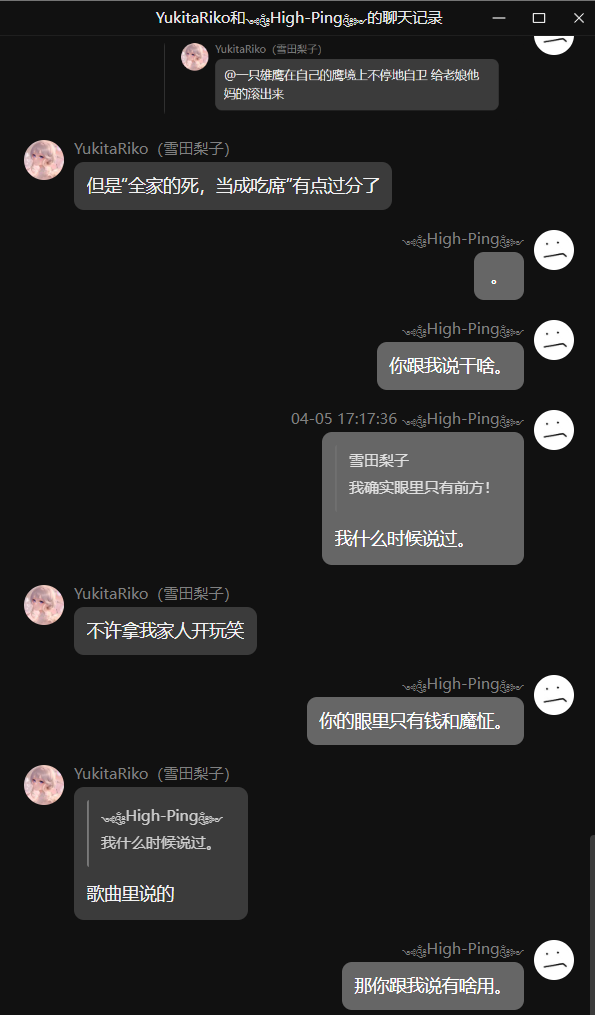 YukitaRiko和High-Ping的聊天记录
YukitaRiko（雪田梨子）
@一只雄鹰在自己的鹰境上不停地自卫 给老娘他
妈的滚出来
YukitaRiko（雪田梨子）
但是“全家的死，当成吃席”有点过分了
High-Ping
。
High-Ping
你跟我说干啥。
04-05 17:17:36 High-Ping
雪田梨子
我确实眼里只有前方！
我什么时候说过。
YukitaRiko（雪田梨子）
不许拿我家人开玩笑
High-Ping
你的眼里只有钱和魔怔。
YukitaRiko（雪田梨子）
High-Ping
我什么时候说过。
歌曲里说的
High-Ping
那你跟我说有啥用。